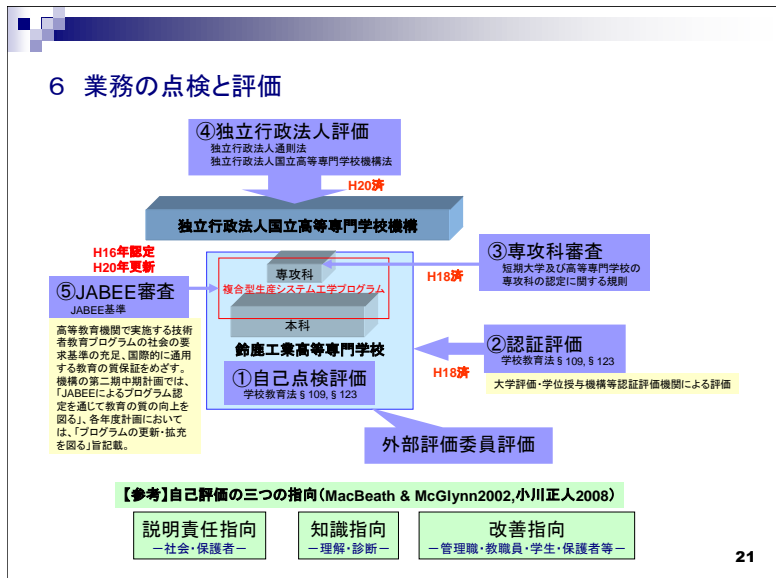 6 業務の点検と評価
④独立行政法人評価
独立行政法人通則法
独立行政法人国立高等専門学校機構法
H20済
独立行政法人国立高等専門学校機構
H16年認定
H20年更新
⑤JABEE審査
JABEE基準
高等教育機関で実施する技術
者教育プログラムの社会の要
求基準の充足、国際的に通用
する教育の質保証をめざす。
機構の第二期中期計画では、
「JABEEによるプログラム認
定を通じて教育の質の向上を
図る」、各年度計画において
は、「プログラムの更新・拡充
を図る」旨記載。
専攻科
複合型生産システム工学プログラム
本科
鈴鹿工業高等専門学校
①自己点検評価
学校教育法§109,§123
③専攻科審査
短期大学及び高等専門学校の
専攻科の認定に関する規則
H18済
②認証評価
学校教育法§109,§123
H18済
大学評価・学位授与機構等認証評価機関による評価
外部評価委員評価
【参考】自己評価の三つの指向(MacBeath & McGlynn2002,小川正人2008)
説明責任指向
－社会・保護者－
知識指向
－理解・診断－
改善指向
－管理職・教職員・学生・保護者等－
21